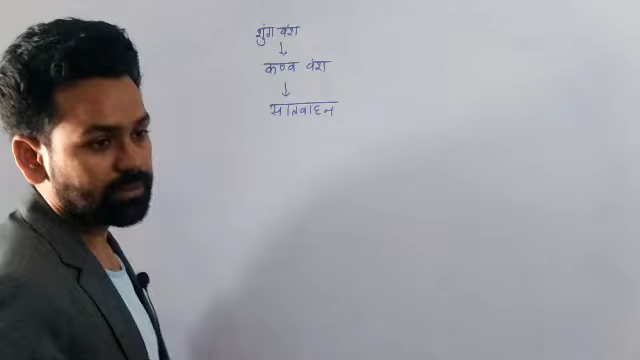 शुंग वंश
↓
कण्व वंश
↓
सातवाहन